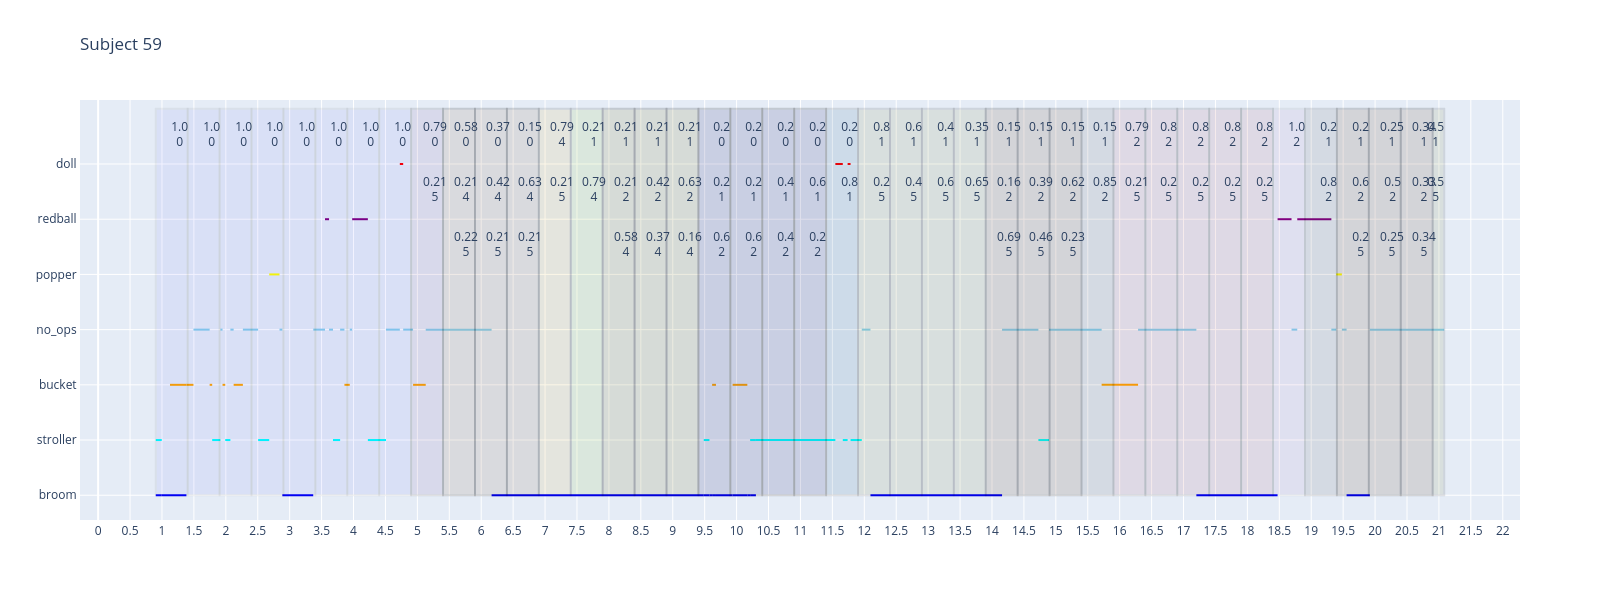 Subject 59
1.0 1.0 1.0 1.0 1.0 1.0 1.0 1.0 0.79 0.58 0.37 0.15 0.79 0.21 0.21 0.21 0.21 0.2 0.2 0.2 0.2 0.2 0.8 0.6 0.4 0.35 0.15 0.15 0.15 0.15 0.79 0.8 0.8 0.8 0.8 1.0 0.2 0.2 0.25
0 0 0 0 0 0 0 0 0 0 0 0 4 1 1 1 1 0 0 0 0 0 1 1 1 1 1 1 1 1 2 2 2 2 2 2 1 1 1 1 1
doll
0.21 0.21 0.42 0.63 0.21 0.79 0.21 0.42 0.63 0.2 0.2 0.4 0.6 0.8 0.2 0.4 0.6 0.65 0.16 0.39 0.62 0.85 0.21 0.2 0.2 0.2 0.2 0.8 0.6 0.5
5 4 4 4 5 4 2 2 2 1 1 1 1 1 5 5 5 5 2 2 2 2 5 5 5 5 5 2 2 2 2 5
redball
0.22 0.21 0.21 0.58 0.37 0.16 0.6 0.6 0.4 0.2 0.69 0.46 0.23 0.2 0.25 0.34
5 5 5 4 4 4 2 2 2 2 5 5 5 5 5 5
popper
no_ops
bucket
stroller
broom
0 0.5 1 1.5 2 2.5 3 3.5 4 4.5 5 5.5 6 6.5 7 7.5 8 8.5 9 9.5 10 10.5 11 11.5 12 12.5 13 13.5 14 14.5 15 15.5 16 16.5 17 17.5 18 18.5 19 19.5 20 20.5 21 21.5 22